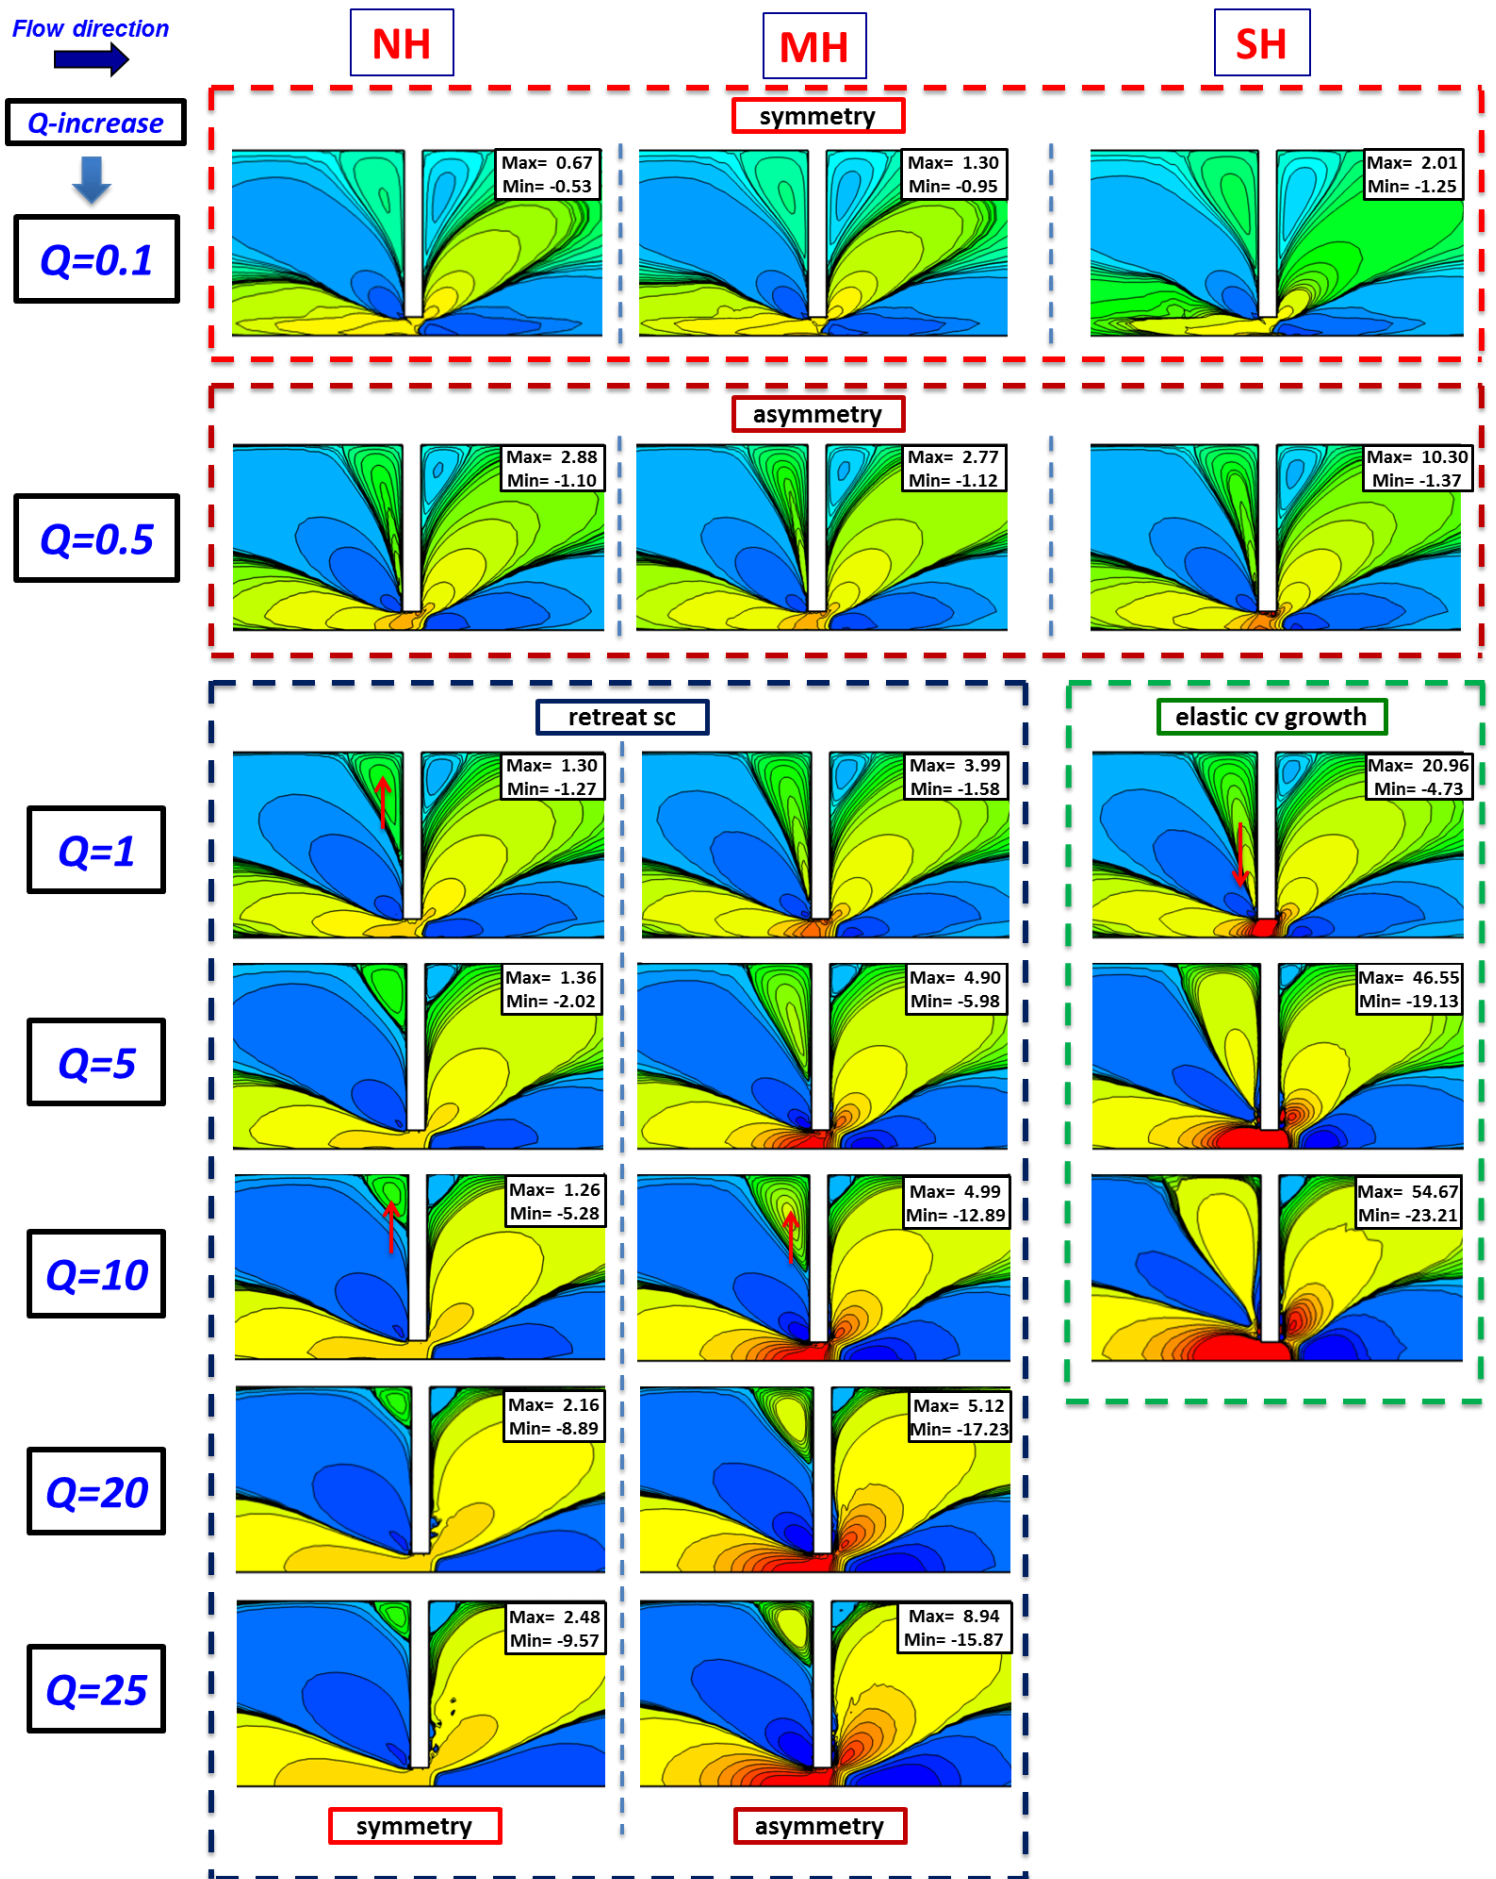 Flow direction
NH
MH
SH
Q-increase
symmetry
Q=0.1
Max= 0.67
Min= -0.53
Max= 1.30
Min= -0.95
Max= 2.01
Min= -1.25
asymmetry
Q=0.5
Max= 2.88
Min= -1.10
Max= 2.77
Min= -1.12
Max= 10.30
Min= -1.37
retreat sc
elastic cv growth
Q=1
Max= 1.30
Min= -1.27
Max= 3.99
Min= -1.58
Max= 20.96
Min= -4.73
Q=5
Max= 1.36
Min= -2.02
Max= 4.90
Min= -5.98
Max= 46.55
Min= -19.13
Q=10
Max= 1.26
Min= -5.28
Max= 4.99
Min= -12.89
Max= 54.67
Min= -23.21
Q=20
Max= 2.16
Min= -8.89
Max= 5.12
Min= -17.23
Q=25
Max= 2.48
Min= -9.57
Max= 8.94
Min= -15.87
symmetry
asymmetry